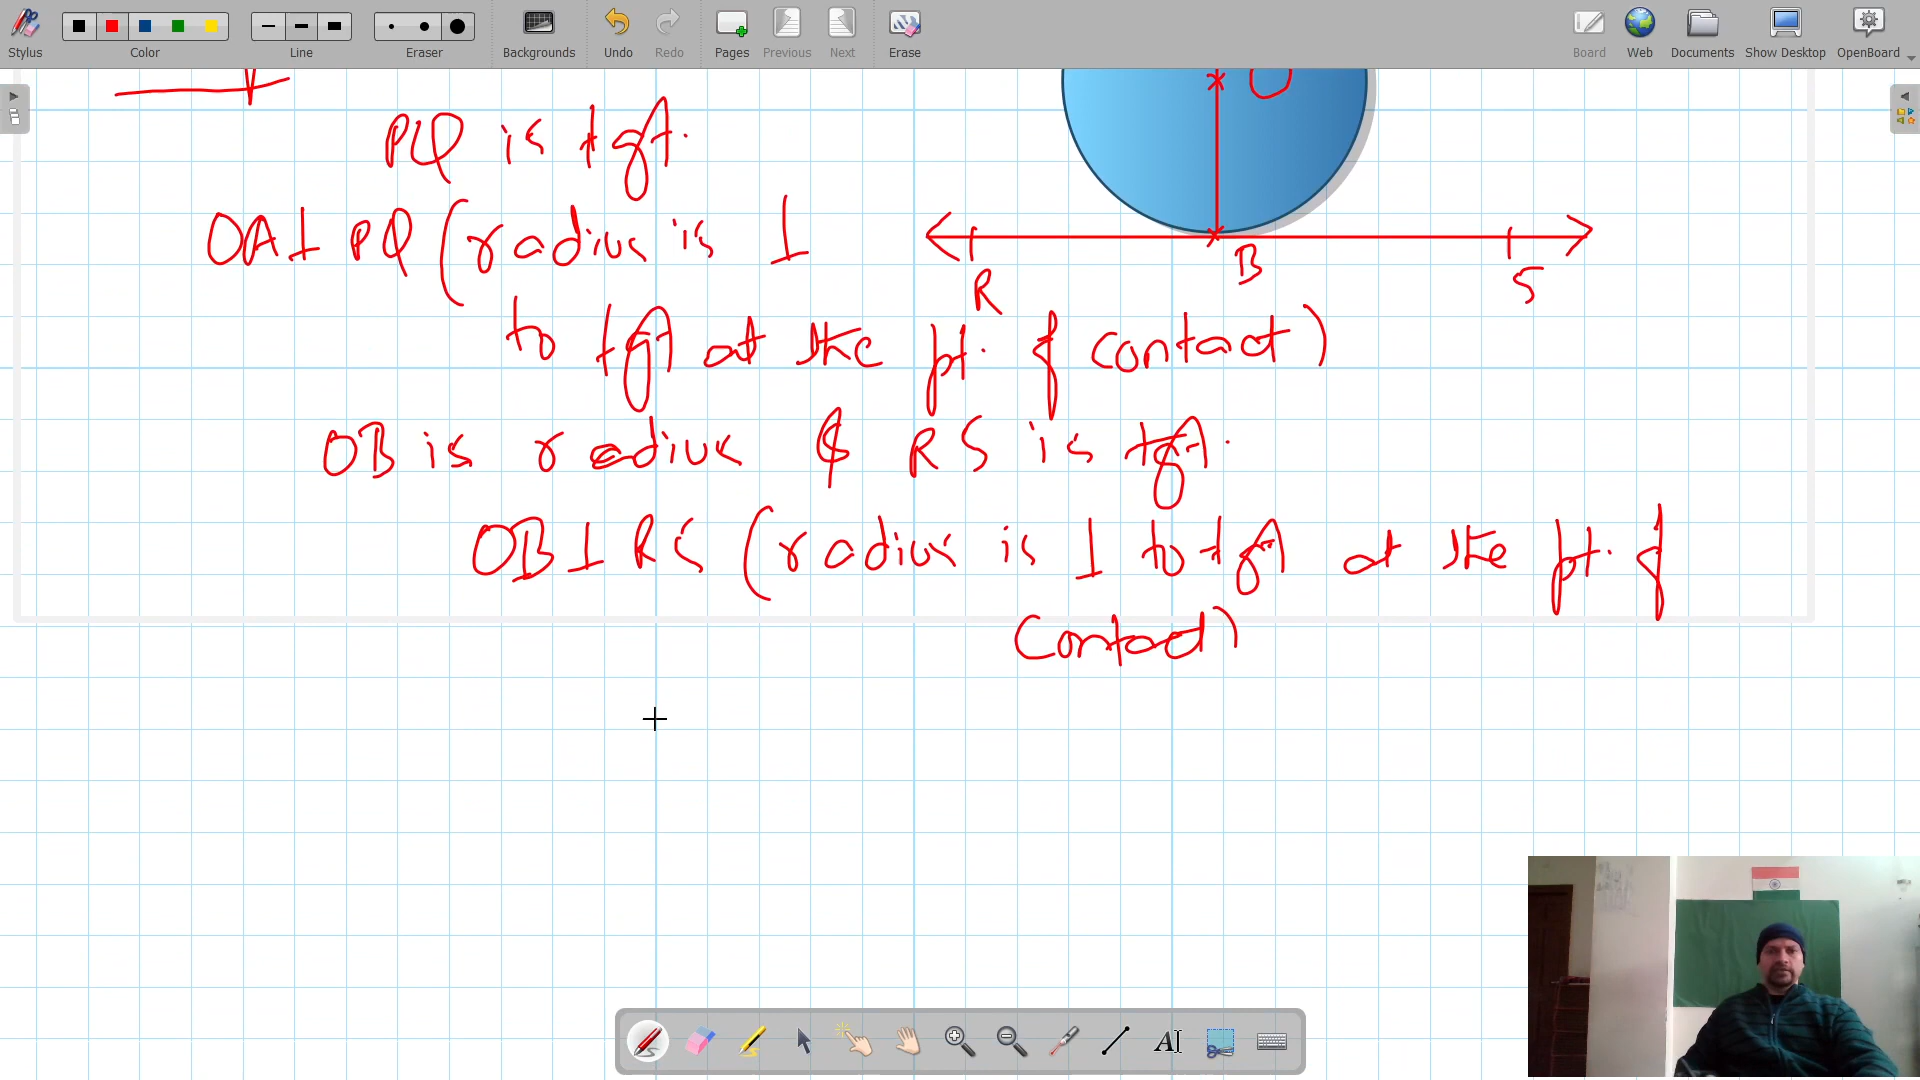 Stylus Color Line Eraser Backgrounds Undo Redo Pages Previous Next Erase Board Web Documents Show Desktop OpenBoard
O
PQ is tgt.
OA ⊥ PQ (radius is ⊥
B
R S
to tgt at the pt. of contact)
OB is radius & RS is tgt.
OB ⊥ RS (radius is ⊥ to tgt at the pt. of
contact)
A